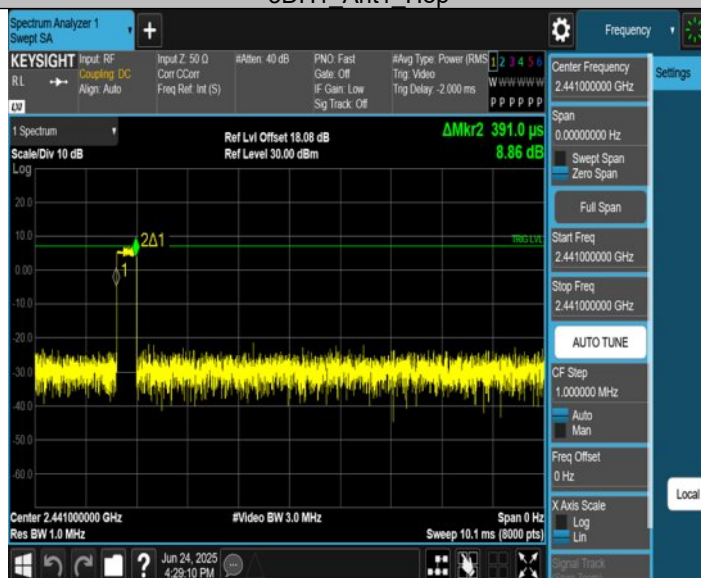 Spectrum Analyzer 1
Swept SA
Frequency
Settings
KEYSIGHT
RL
Input: RF
Coupling: DC
Align: Auto
Input Z: 50 Ω
Corr CCorr
Freq Ref: Int (S)
#Atten: 40 dB
PNO: Fast
Gate: Off
IF Gain: Low
Sig Track: Off
#Avg Type: Power (RMS
Trig: Video
Trig Delay: -2.000 ms
1 2 3 4 5 6
W W W W W W
P P P P P P
1 Spectrum
Scale/Div 10 dB
Log
Ref Lvl Offset 18.08 dB
Ref Level 30.00 dBm
ΔMkr2 391.0 µs
8.86 dB
20.0
10.0
0.00
-10.0
-20.0
-30.0
-40.0
-50.0
-60.0
2Δ1
1
TRIG LVL
Center 2.441000000 GHz
Res BW 1.0 MHz
#Video BW 3.0 MHz
Span 0 Hz
Sweep 10.1 ms (8000 pts)
Center Frequency
2.441000000 GHz
Span
0.00000000 Hz
Swept Span
Zero Span
Full Span
Start Freq
2.441000000 GHz
Stop Freq
2.441000000 GHz
AUTO TUNE
CF Step
1.000000 MHz
Auto
Man
Freq Offset
0 Hz
X Axis Scale
Log
Lin
Signal Track
Local
?
Jun 24, 2025
4:29:10 PM